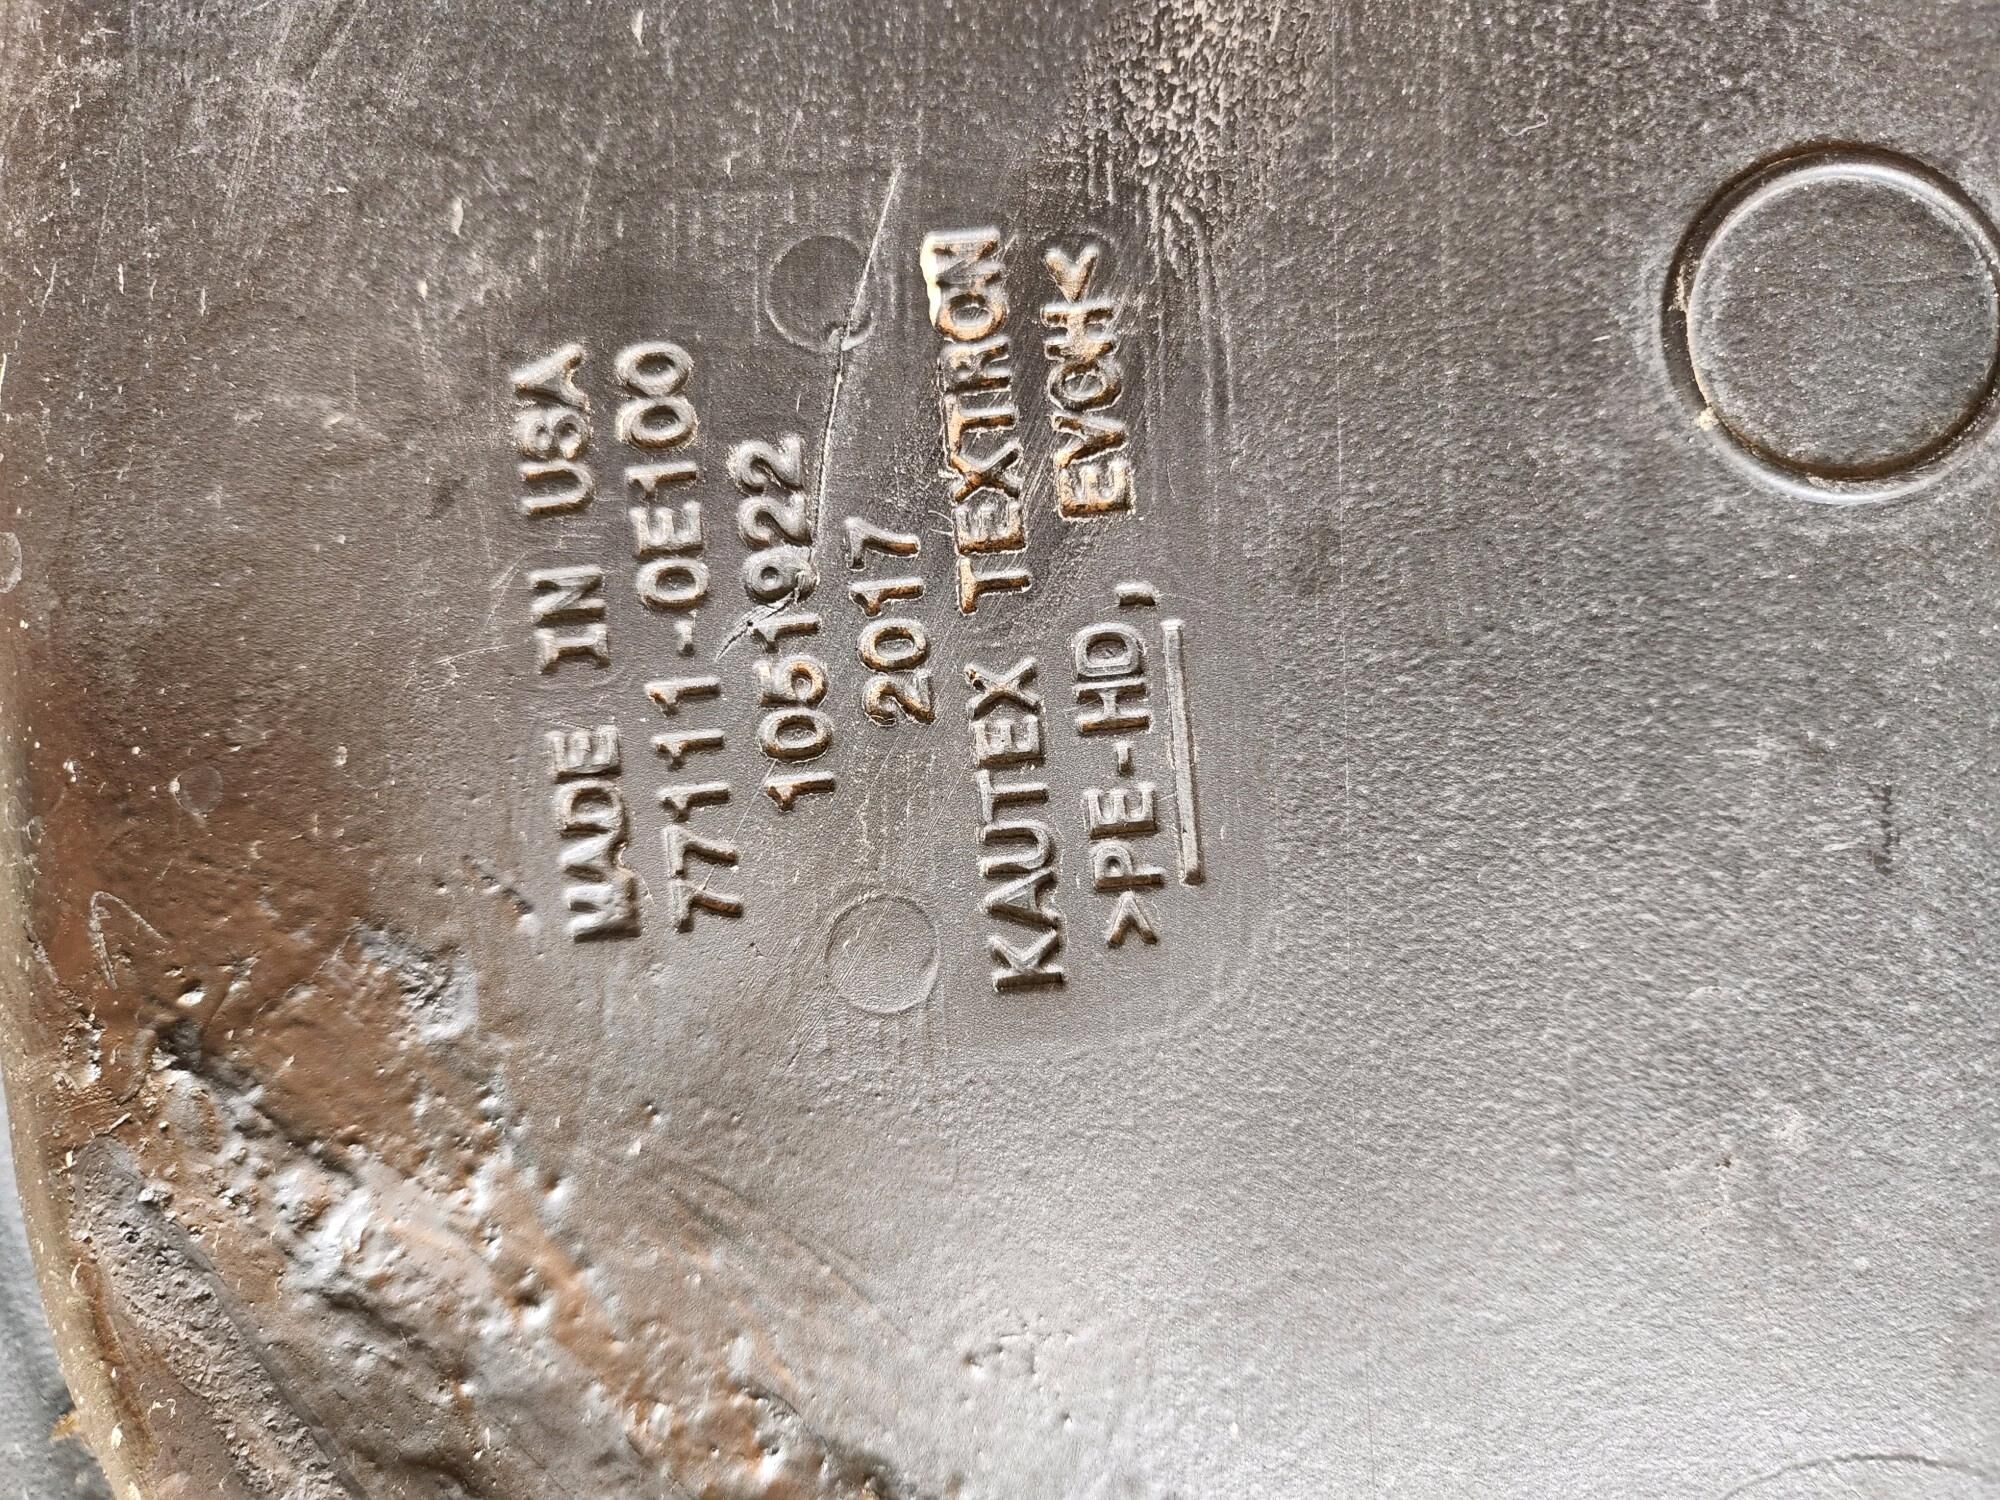 MADE IN USA
77111-0E100
1051922
2017
KAUTEX TEXTRON
>PE-HD, EVOH<